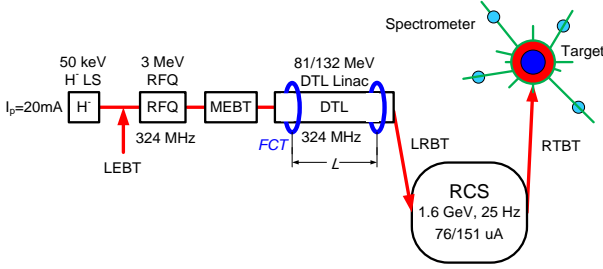 Spectrometer
Target
50 keV
H⁻ LS
3 MeV
RFQ
81/132 MeV
DTL Linac
Iₚ=20mA
H⁻
RFQ
MEBT
DTL
324 MHz
FCT
324 MHz
LEBT
L
LRBT
RTBT
RCS
1.6 GeV, 25 Hz
76/151 uA